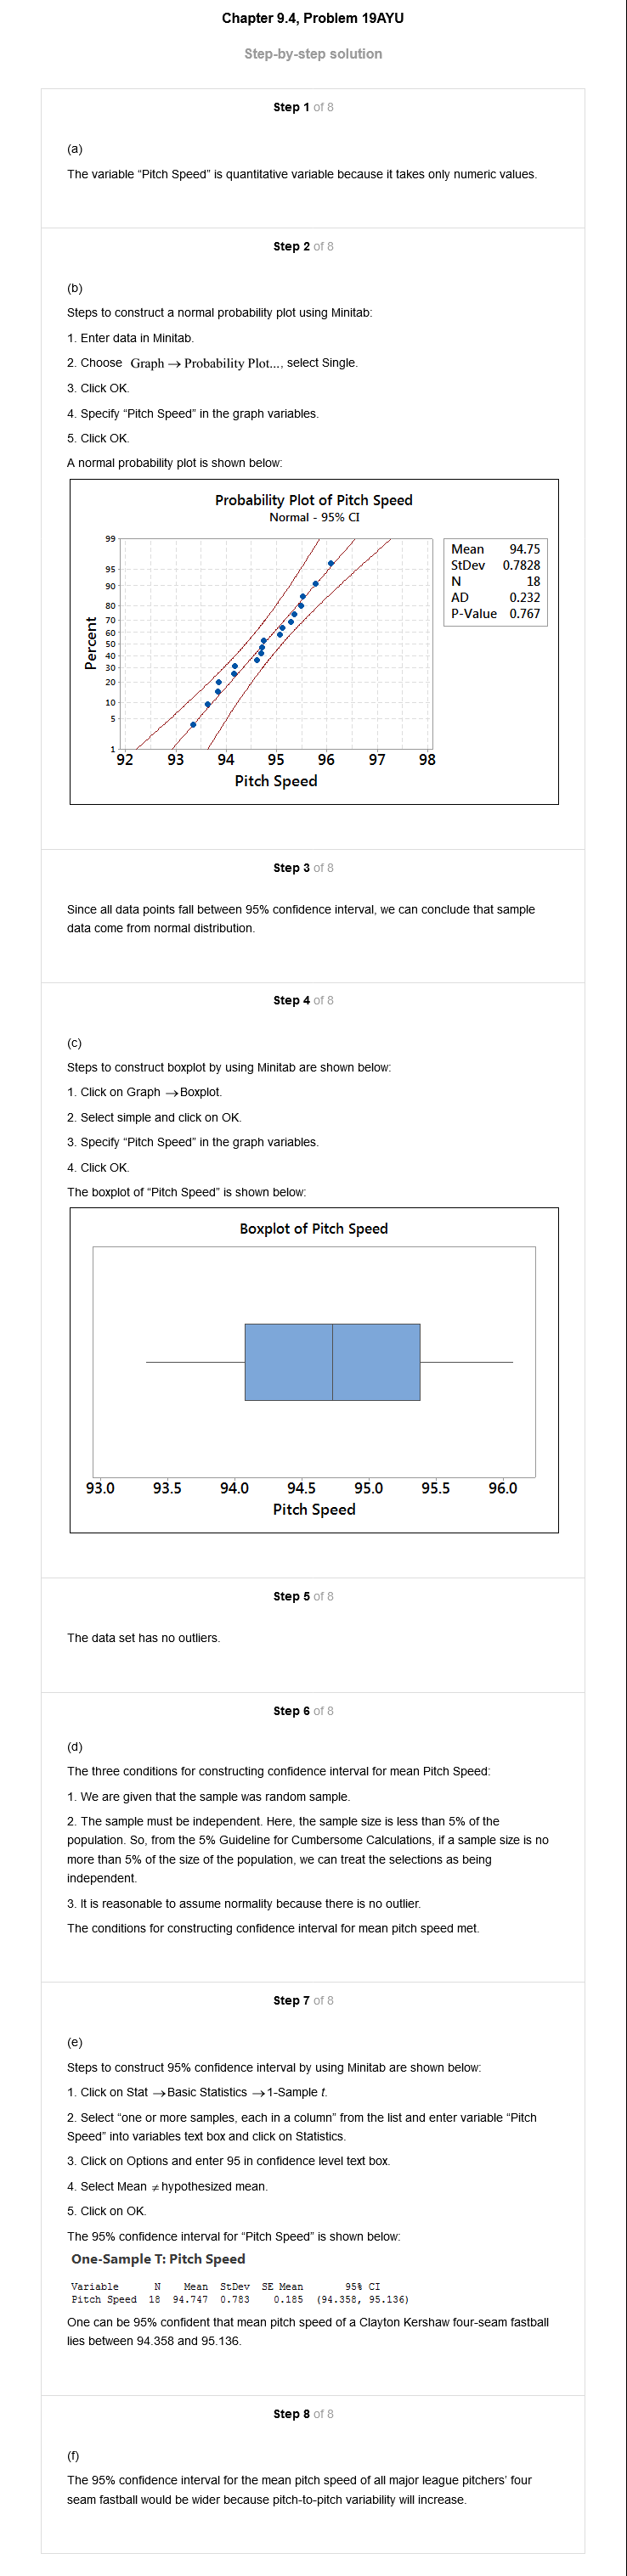 Chapter 9.4, Problem 19AYU
Step-by-step solution
Step 1 of 8
(a)
The variable “Pitch Speed” is quantitative variable because it takes only numeric values.
Step 2 of 8
(b)
Steps to construct a normal probability plot using Minitab:
1. Enter data in Minitab.
2. Choose Graph → Probability Plot..., select Single.
3. Click OK.
4. Specify “Pitch Speed” in the graph variables.
5. Click OK.
A normal probability plot is shown below:
Probability Plot of Pitch Speed
Normal - 95% CI
Mean 94.75
StDev 0.7828
N 18
AD 0.232
P-Value 0.767
Percent
99
95
90
80
70
60
50
40
30
20
10
5
1
92 93 94 95 96 97 98
Pitch Speed
Step 3 of 8
Since all data points fall between 95% confidence interval, we can conclude that sample
data come from normal distribution.
Step 4 of 8
(c)
Steps to construct boxplot by using Minitab are shown below:
1. Click on Graph → Boxplot.
2. Select simple and click on OK.
3. Specify “Pitch Speed” in the graph variables.
4. Click OK.
The boxplot of “Pitch Speed” is shown below:
Boxplot of Pitch Speed
93.0 93.5 94.0 94.5 95.0 95.5 96.0
Pitch Speed
Step 5 of 8
The data set has no outliers.
Step 6 of 8
(d)
The three conditions for constructing confidence interval for mean Pitch Speed:
1. We are given that the sample was random sample.
2. The sample must be independent. Here, the sample size is less than 5% of the
population. So, from the 5% Guideline for Cumbersome Calculations, if a sample size is no
more than 5% of the size of the population, we can treat the selections as being
independent.
3. It is reasonable to assume normality because there is no outlier.
The conditions for constructing confidence interval for mean pitch speed met.
Step 7 of 8
(e)
Steps to construct 95% confidence interval by using Minitab are shown below:
1. Click on Stat → Basic Statistics → 1-Sample t.
2. Select “one or more samples, each in a column” from the list and enter variable “Pitch
Speed” into variables text box and click on Statistics.
3. Click on Options and enter 95 in confidence level text box.
4. Select Mean ≠ hypothesized mean.
5. Click on OK.
The 95% confidence interval for “Pitch Speed” is shown below:
One-Sample T: Pitch Speed
Variable N Mean StDev SE Mean 95% CI
Pitch Speed 18 94.747 0.783 0.185 (94.358, 95.136)
One can be 95% confident that mean pitch speed of a Clayton Kershaw four-seam fastball
lies between 94.358 and 95.136.
Step 8 of 8
(f)
The 95% confidence interval for the mean pitch speed of all major league pitchers’ four
seam fastball would be wider because pitch-to-pitch variability will increase.